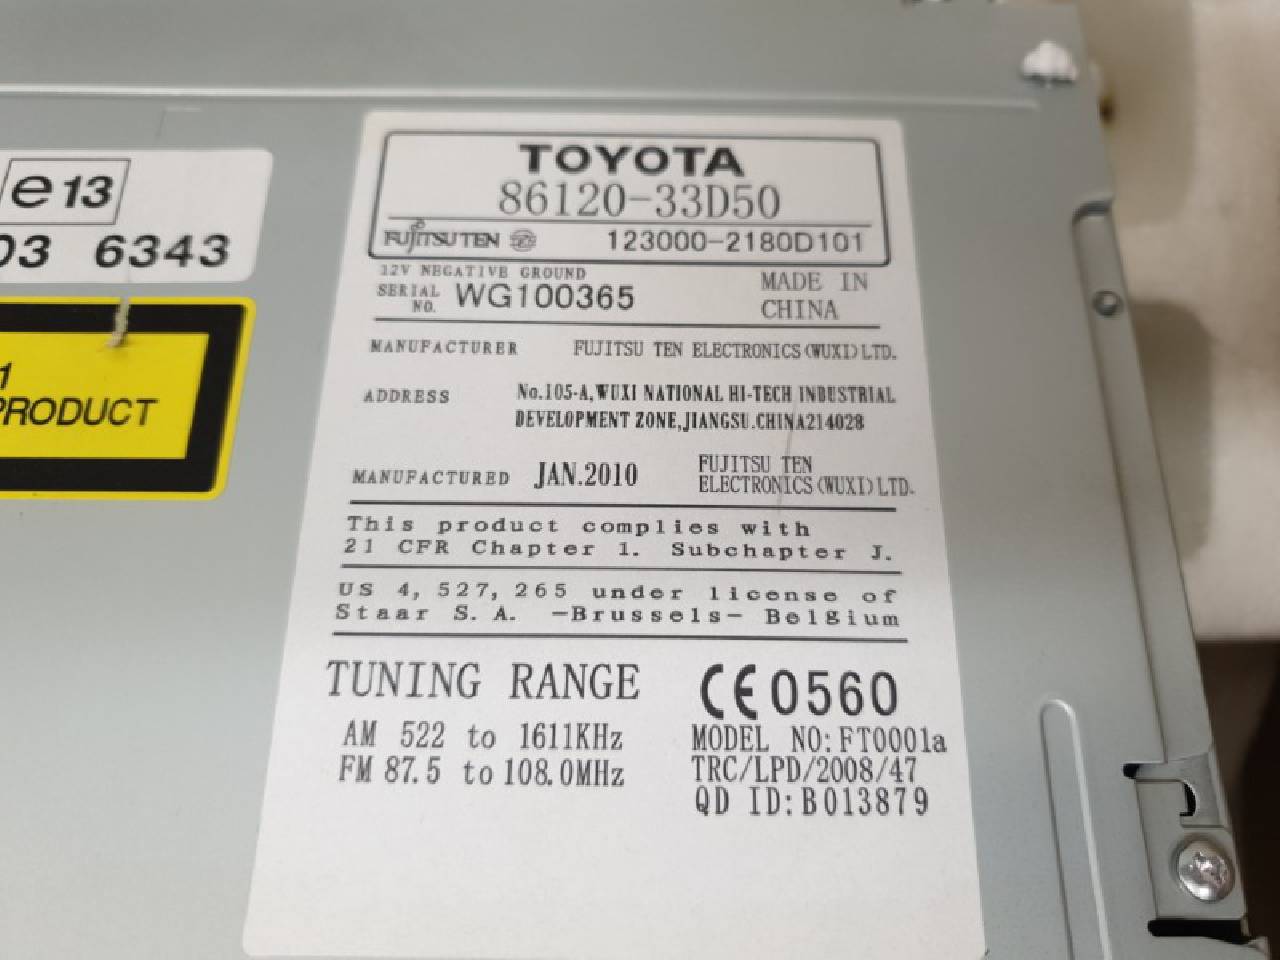 e13
03 6343
1
PRODUCT
TOYOTA
86120-33D50
FUJITSU TEN 123000-2180D101
12V NEGATIVE GROUND
SERIAL NO. WG100365
MADE IN
CHINA
MANUFACTURER FUJITSU TEN ELECTRONICS(WUXI)LTD.
ADDRESS No.105-A,WUXI NATIONAL HI-TECH INDUSTRIAL
DEVELOPMENT ZONE,JIANGSU.CHINA214028
MANUFACTURED JAN.2010 FUJITSU TEN
ELECTRONICS(WUXI)LTD.
This product complies with
21 CFR Chapter 1. Subchapter J.
US 4,527,265 under license of
Staar S.A. -Brussels- Belgium
TUNING RANGE
AM 522 to 1611KHz
FM 87.5 to 108.0MHz
CE0560
MODEL NO:FT0001a
TRC/LPD/2008/47
QD ID:B013879